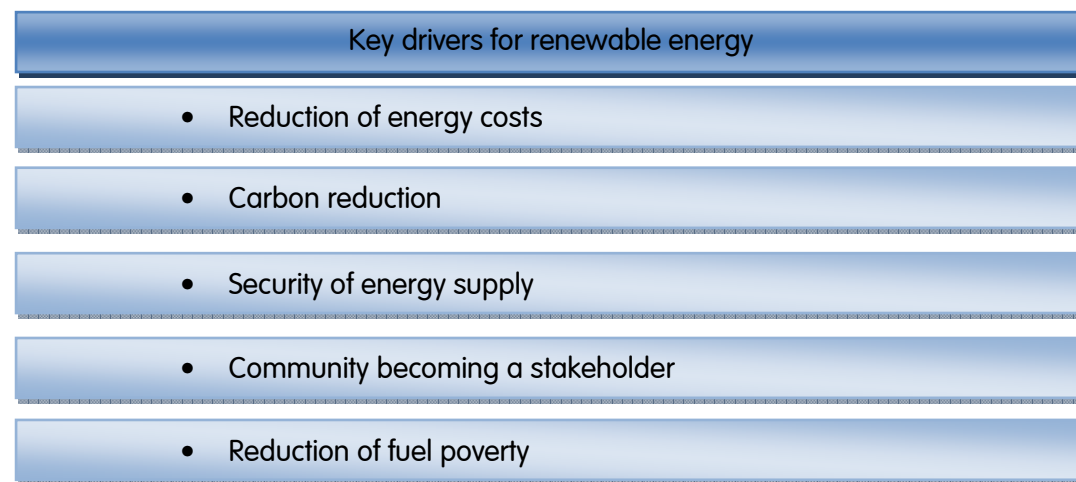 Key drivers for renewable energy
• Reduction of energy costs
• Carbon reduction
• Security of energy supply
• Community becoming a stakeholder
• Reduction of fuel poverty